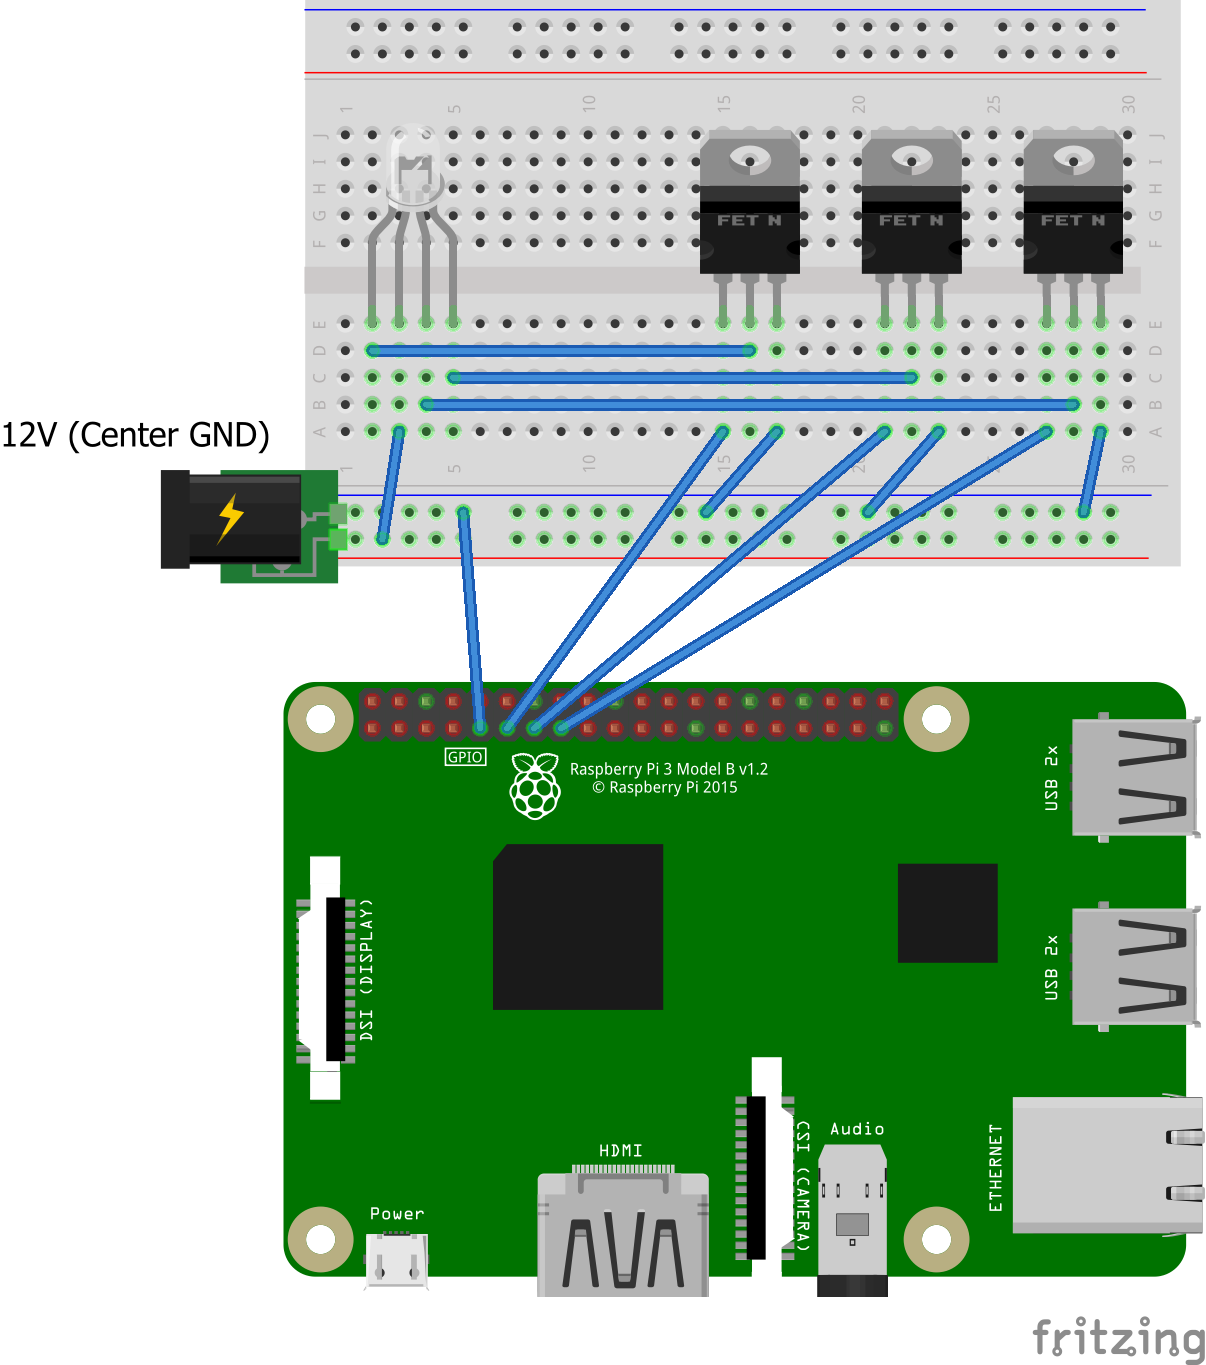 1 5 10 15 20 25 30
J J
I I
H H
G G
F F
FET N FET N FET N
E E
D D
C C
B B
A A
12V (Center GND)
1 5 10 15 20 25 30
GPIO
Raspberry Pi 3 Model B v1.2
© Raspberry Pi 2015
USB 2x
USB 2x
DSI (DISPLAY)
CSI (CAMERA)
Audio
ETHERNET
HDMI
Power
fritzing